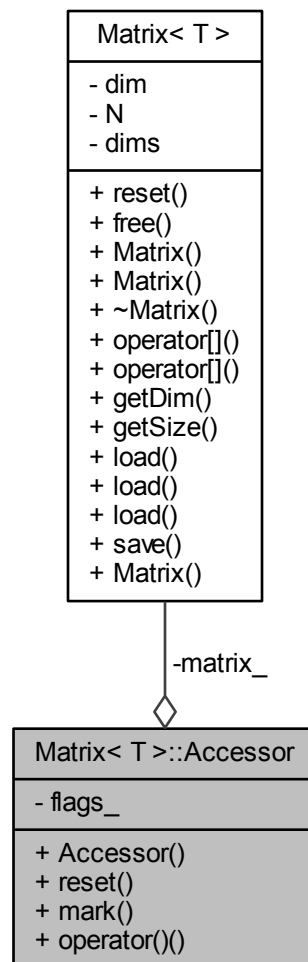 Matrix< T >
- dim
- N
- dims
+ reset()
+ free()
+ Matrix()
+ Matrix()
+ ~Matrix()
+ operator[]()
+ operator[]()
+ getDim()
+ getSize()
+ load()
+ load()
+ load()
+ save()
+ Matrix()
-matrix_
Matrix< T >::Accessor
- flags_
+ Accessor()
+ reset()
+ mark()
+ operator()()